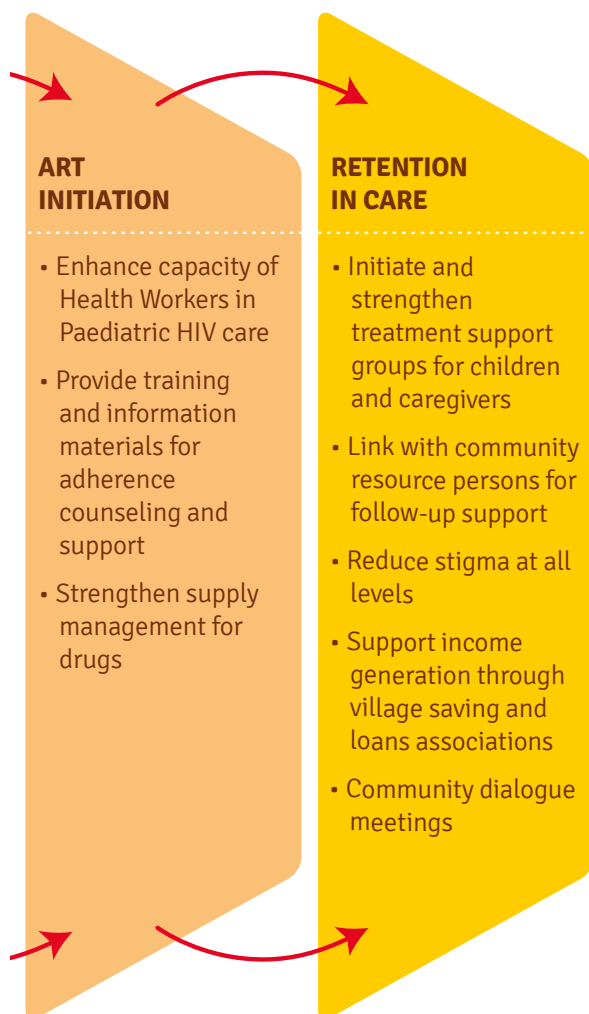 ART
INITIATION
• Enhance capacity of
Health Workers in
Paediatric HIV care
• Provide training
and information
materials for
adherence
counseling and
support
• Strengthen supply
management for
drugs
RETENTION
IN CARE
• Initiate and
strengthen
treatment support
groups for children
and caregivers
• Link with community
resource persons for
follow-up support
• Reduce stigma at all
levels
• Support income
generation through
village saving and
loans associations
• Community dialogue
meetings